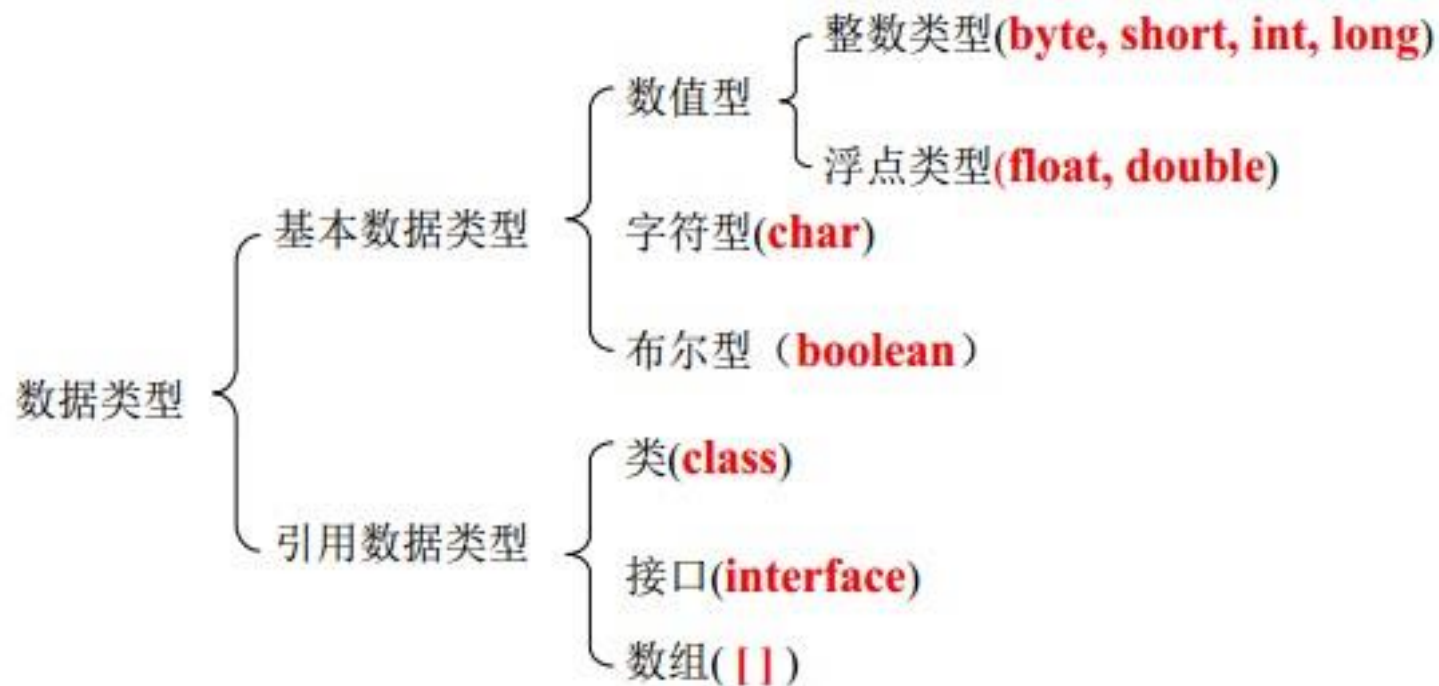 整数类型(byte, short, int, long)
数值型
浮点类型(float, double)
基本数据类型
字符型(char)
布尔型（boolean）
数据类型
类(class)
引用数据类型
接口(interface)
数组( [ ] )